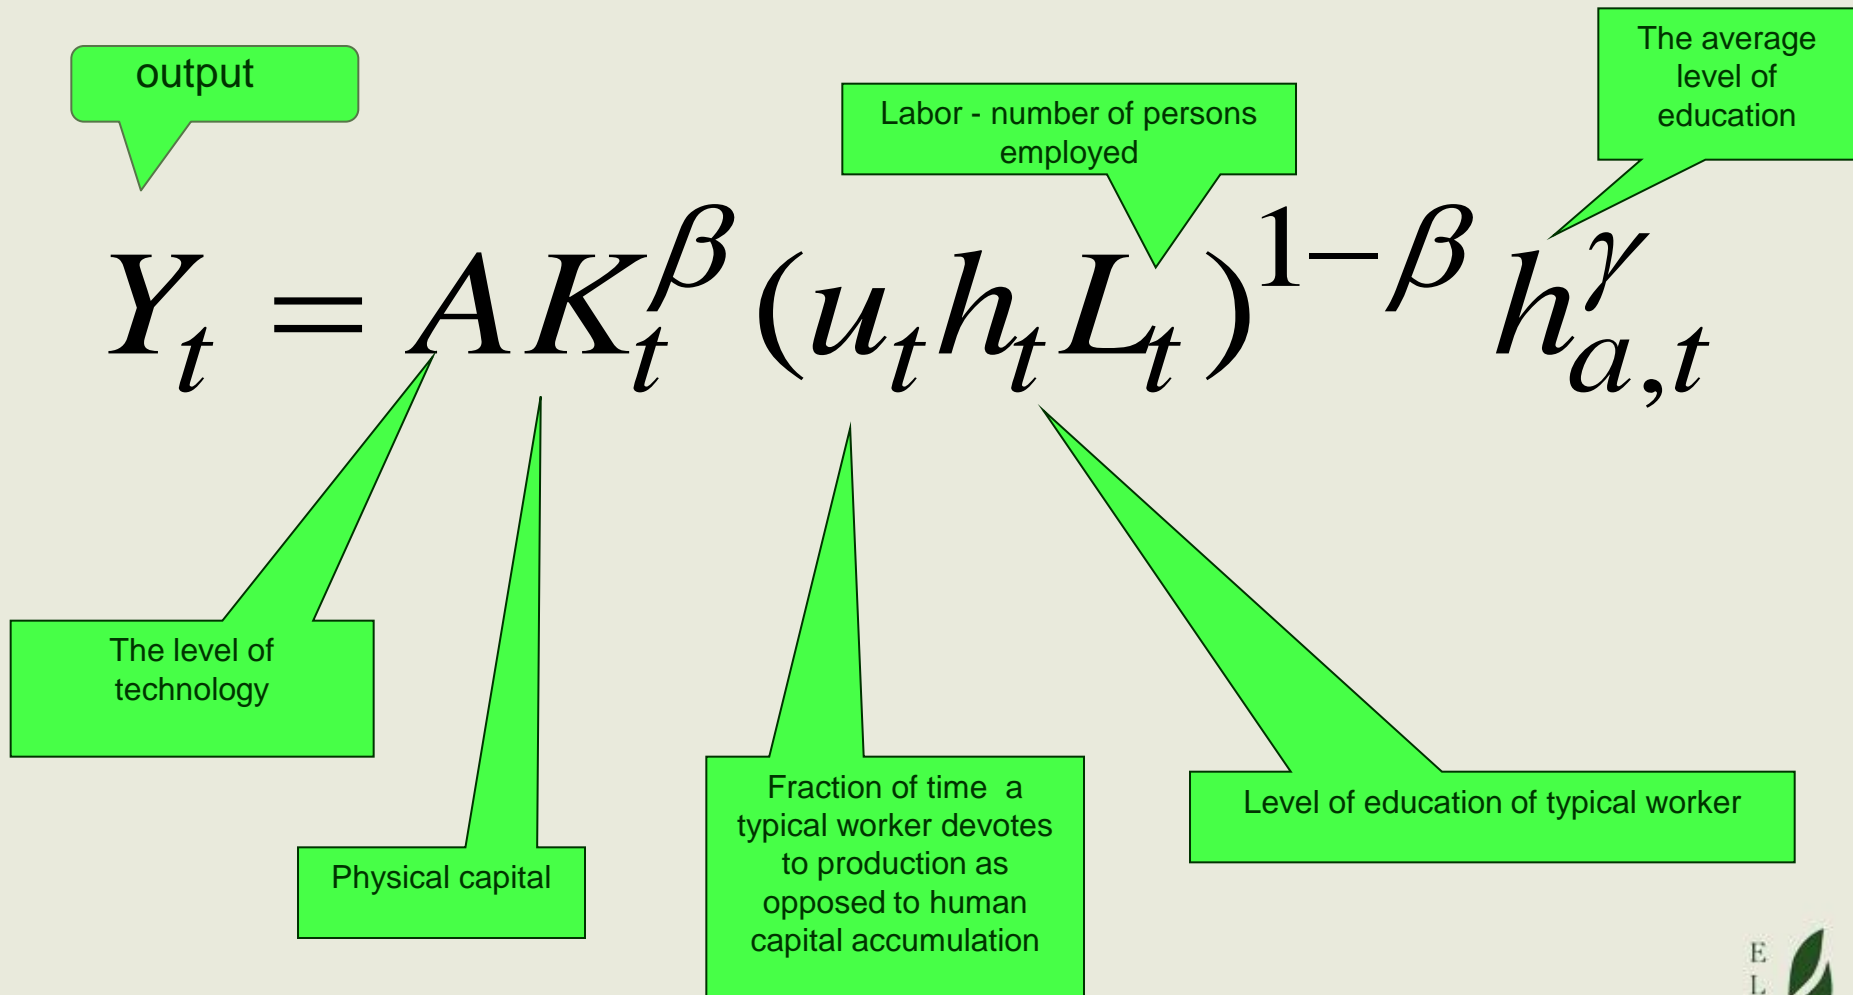 output
Labor - number of persons
employed
The average
level of
education
Y_t = A K_t^β (u_t h_t L_t)^{1-β} h_{a,t}^γ
The level of
technology
Physical capital
Fraction of time a
typical worker devotes
to production as
opposed to human
capital accumulation
Level of education of typical worker
E
L